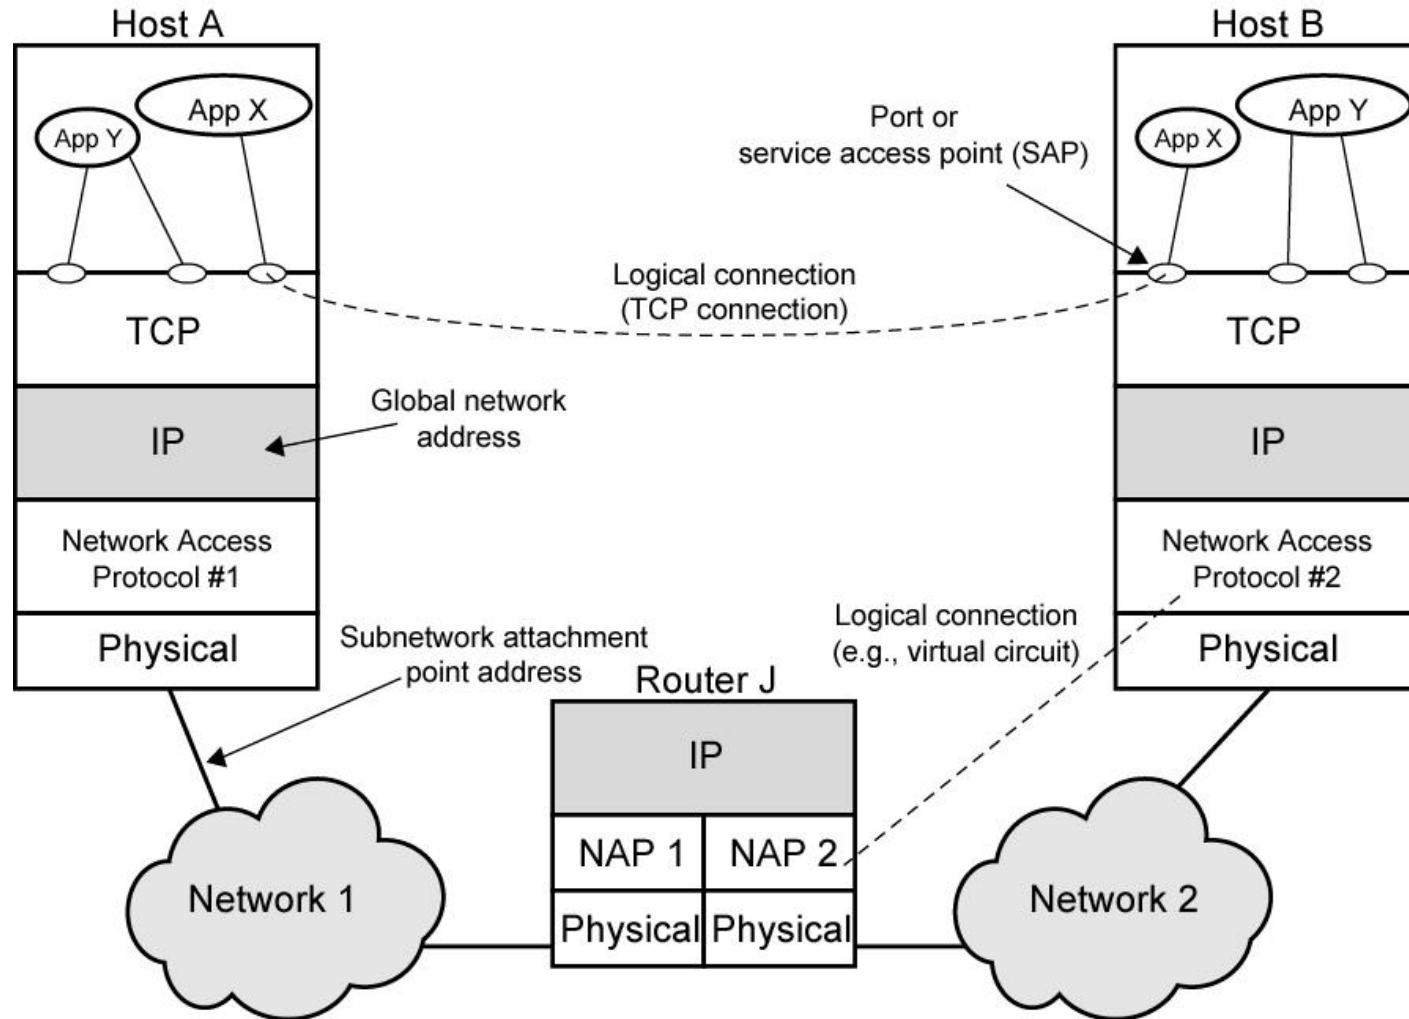 Host A
Host B
App X
App Y
Port or
service access point (SAP)
App Y
App X
Logical connection
(TCP connection)
TCP
TCP
Global network
address
IP
IP
Network Access
Protocol #1
Network Access
Protocol #2
Logical connection
(e.g., virtual circuit)
Subnetwork attachment
point address
Physical
Physical
Router J
IP
NAP 1
NAP 2
Network 1
Network 2
Physical
Physical